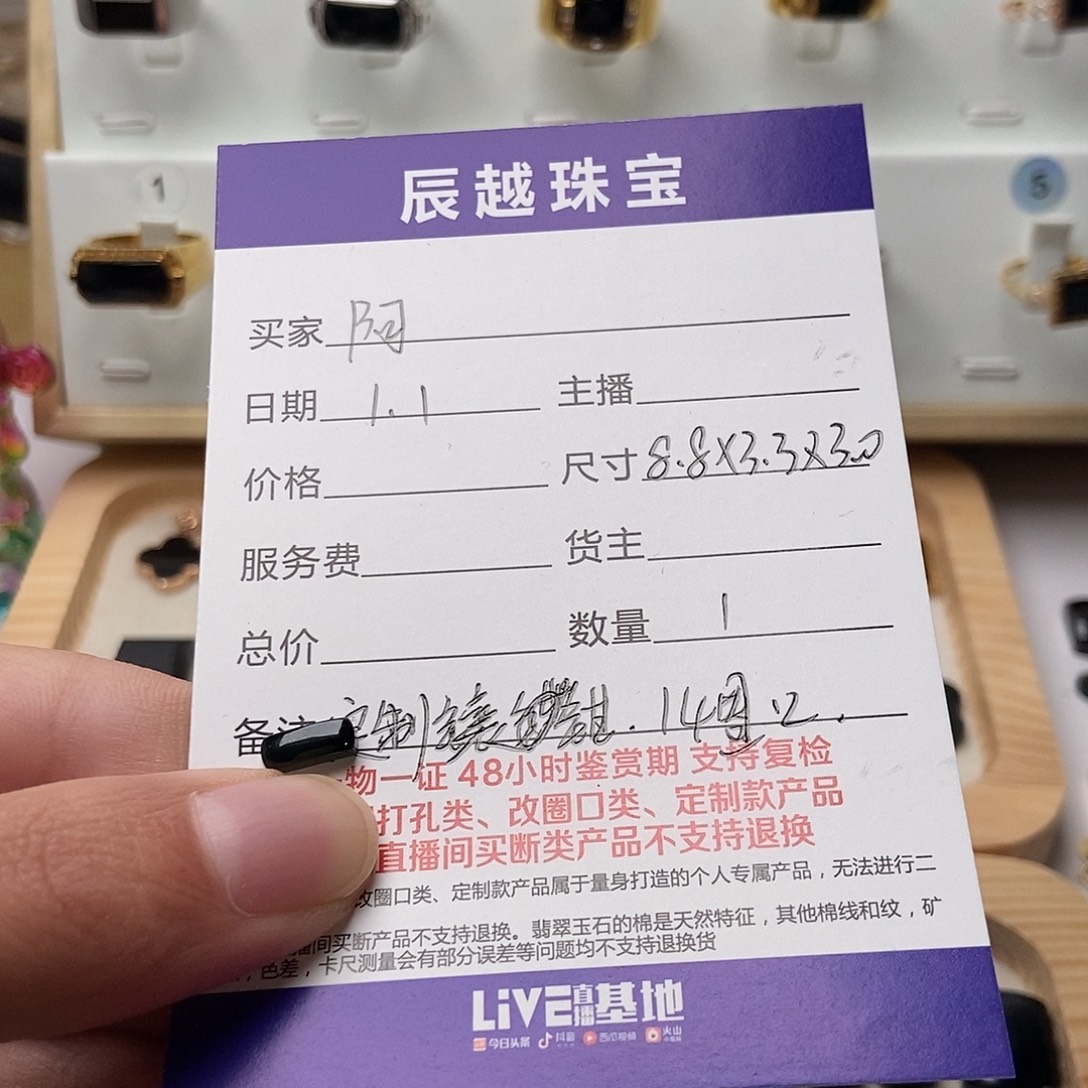 1
5
辰越珠宝
买家 阿
日期 1.1 主播
价格 尺寸 8.8X3.3X3.0
服务费 货主
总价 数量 1
备注 定制 14圈口.
物一证 48小时鉴赏期 支持复检
打孔类、改圈口类、定制款产品
直播间买断类产品不支持退换
改圈口类、定制款产品属于量身打造的个人专属产品，无法进行二
播间买断产品不支持退换。翡翠玉石的棉是天然特征，其他棉线和纹，矿
，色差，卡尺测量会有部分误差等问题均不支持退换货
LiVE直播基地
今日头条 抖音 西瓜视频 火山